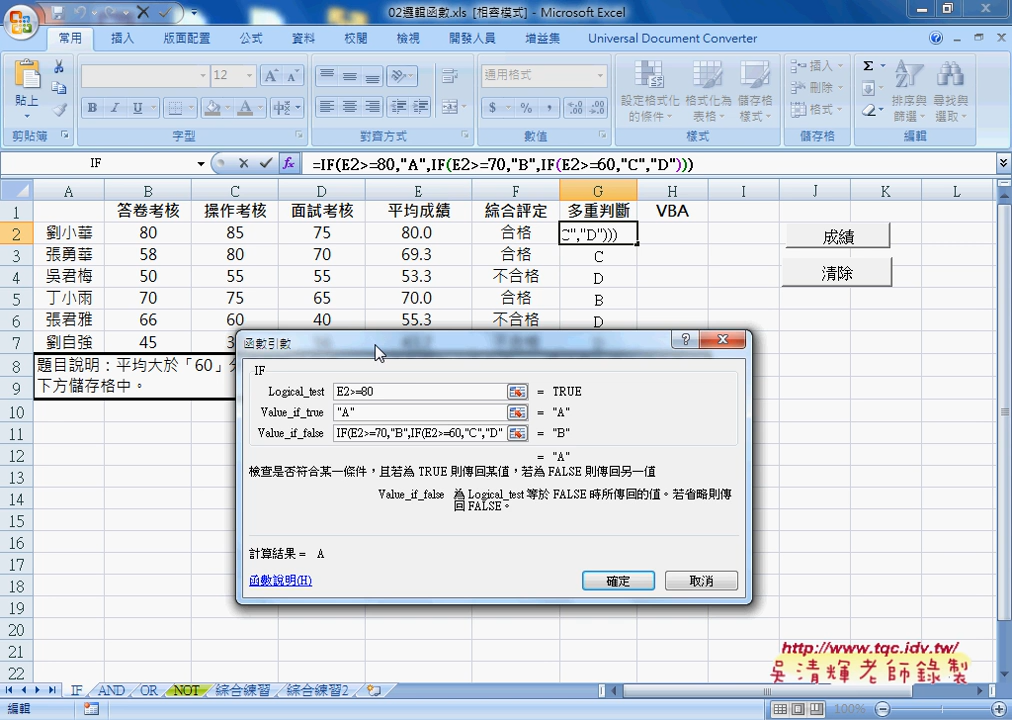 02邏輯函數.xls [相容模式] - Microsoft Excel
常用 插入 版面配置 公式 資料 校閱 檢視 開發人員 增益集 Universal Document Converter
貼上
12
B I U
通用格式
$ % ,
設定格式化的條件 格式化為表格 儲存格樣式
插入
刪除
格式
Σ
排序與篩選 尋找與選取
剪貼簿 字型 對齊方式 數值 樣式 儲存格 編輯
IF fx =IF(E2>=80,"A",IF(E2>=70,"B",IF(E2>=60,"C","D")))
A B C D E F G H I J K L
1 答卷考核 操作考核 面試考核 平均成績 綜合評定 多重判斷 VBA
2 劉小華 80 85 75 80.0 合格 C","D")))
3 張勇華 58 80 70 69.3 合格 C
4 吳君梅 50 55 55 53.3 不合格 D
5 丁小雨 70 75 65 70.0 合格 B
6 張君雅 66 60 40 55.3 不合格 D
7 劉自強 45
8 題目說明：平均大於「60」
9 下方儲存格中。
10
11
12
13
14
15
16
17
18
19
20
21
22
成績
清除
函數引數
IF
Logical_test E2>=80 = TRUE
Value_if_true "A" = "A"
Value_if_false IF(E2>=70,"B",IF(E2>=60,"C","D" = "B"
= "A"
檢查是否符合某一條件，且若為 TRUE 則傳回某值，若為 FALSE 則傳回另一值
Value_if_false 為 Logical_test 等於 FALSE 時所傳回的值。若省略則傳
回 FALSE。
計算結果 = A
函數說明(H)
確定 取消
http://www.tqc.idv.tw/
吳清輝老師錄製
IF AND OR NOT 綜合練習 綜合練習2
編輯 100%